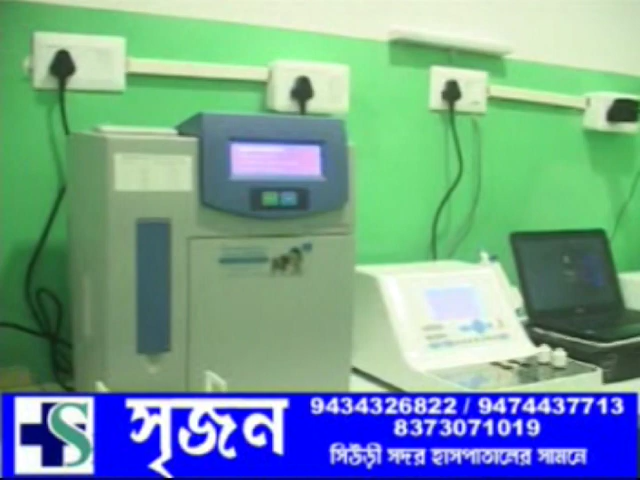 S
সৃজন
9434326822 / 9474437713
8373071019
সিউড়ী সদর হাসপাতালের সামনে